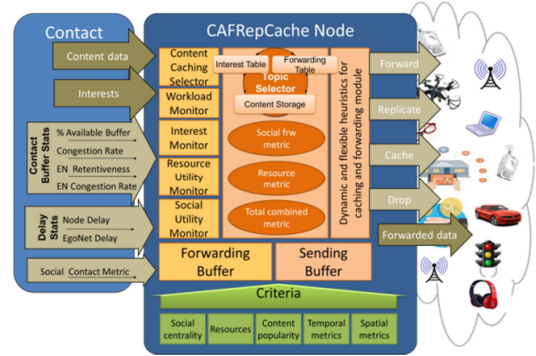 Contact
CAFRepCache Node
Content data
Interests
Contact
Buffer Stats
% Available Buffer
Congestion Rate
EN Retentiveness
EN Congestion Rate
Delay
Stats
Node Delay
EgoNet Delay
Social Contact Metric
Content
Caching
Selector
Workload
Monitor
Interest
Monitor
Resource
Utility
Monitor
Social
Utility
Monitor
Interest Table
Forwarding
Table
Topic
Selector
Content Storage
Social frw
metric
Resource
metric
Total combined
metric
Dynamic and flexible heuristics for
caching and forwarding module
Forwarding
Buffer
Sending
Buffer
Forward
Replicate
Cache
Drop
Forwarded data
Criteria
Social
centrality
Resources
Content
popularity
Temporal
metrics
Spatial
metrics